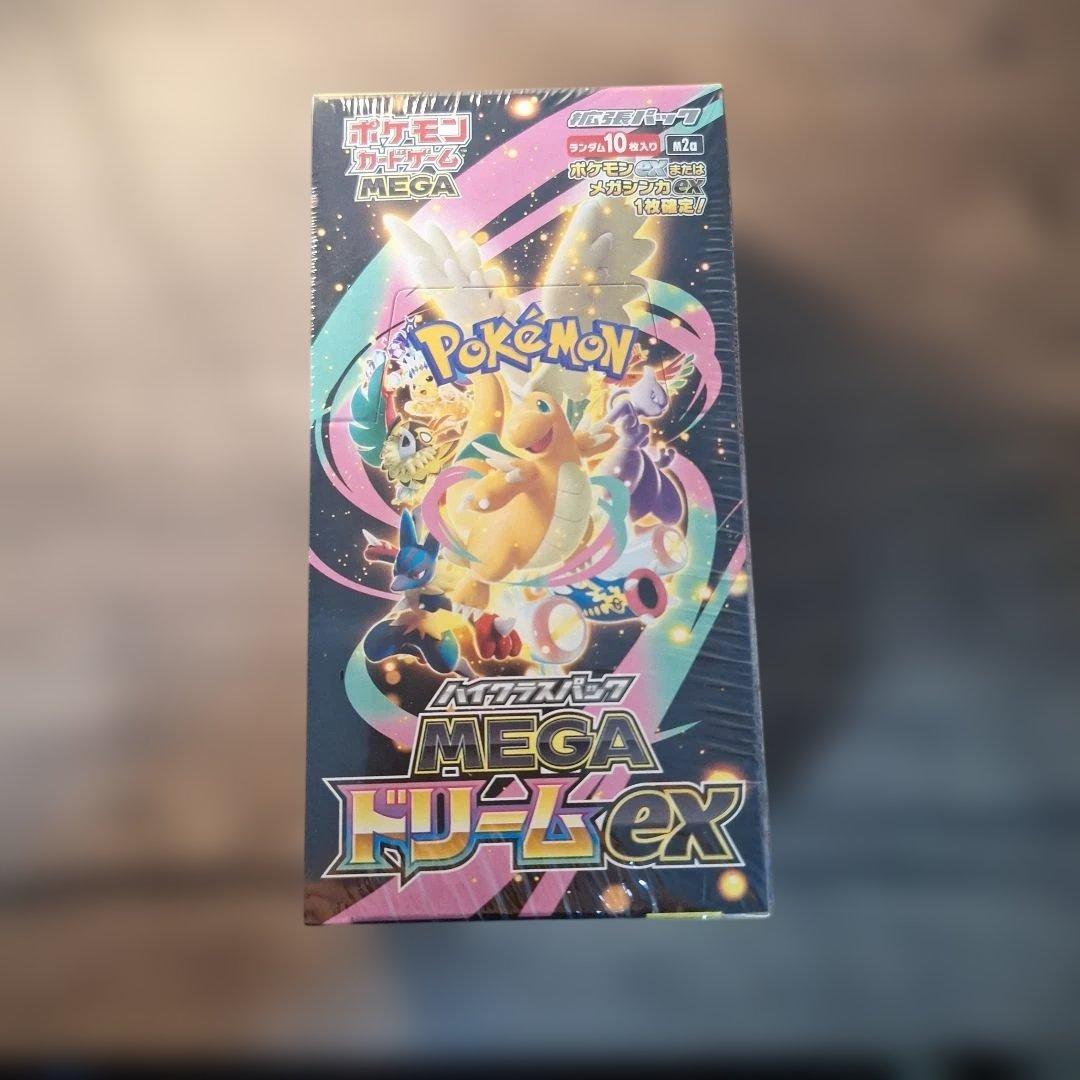 ポケモン
カードゲーム
MEGA
拡張パック
ランダム10枚入り M2a
ポケモンexまたは
メガシンカex
1枚確定!
POKéMON
ハイクラスパック
MEGA
ドリームex